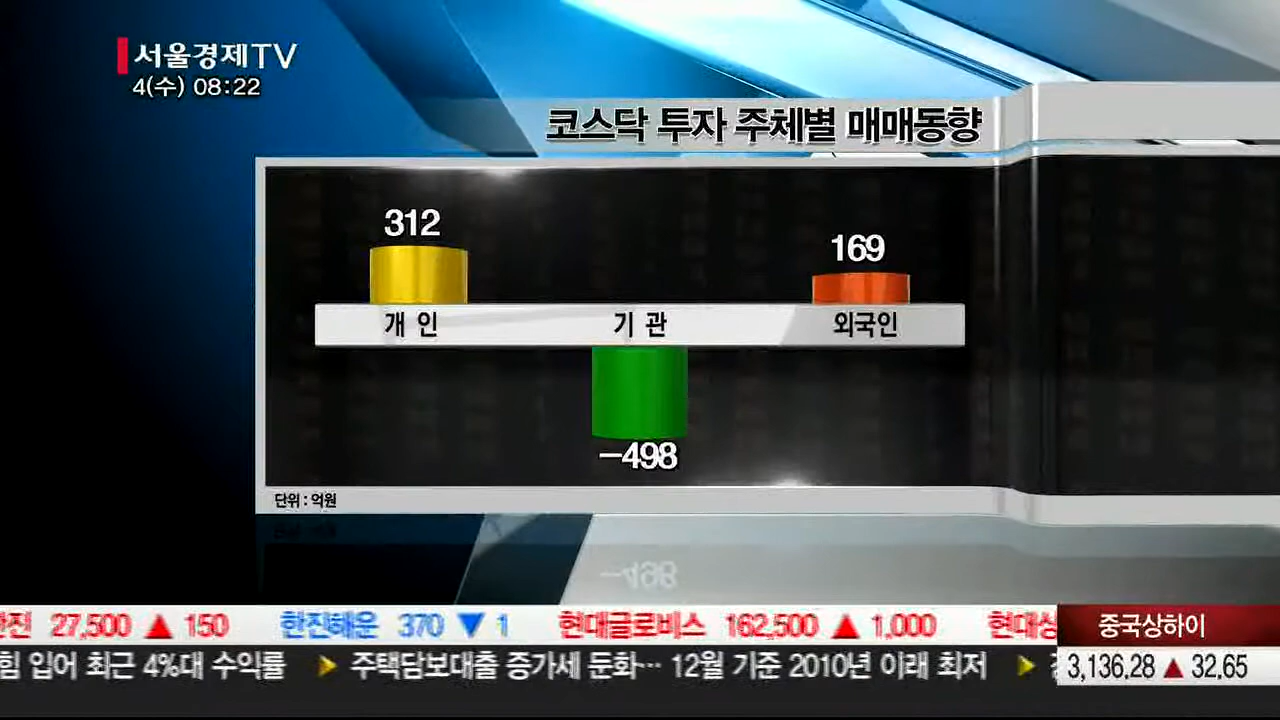 서울경제TV
4(수) 08:22
코스닥 투자 주체별 매매동향
312
169
개 인
기 관
외국인
-498
단위 : 억원
27,500 ▲ 150 한진해운 370 ▼ 1 현대글로비스 162,500 ▲ 1,000
중국상하이
입어 최근 4%대 수익률 ▶ 주택담보대출 증가세 둔화… 12월 기준 2010년 이래 최저 ▶
3,136.28 ▲ 32.65